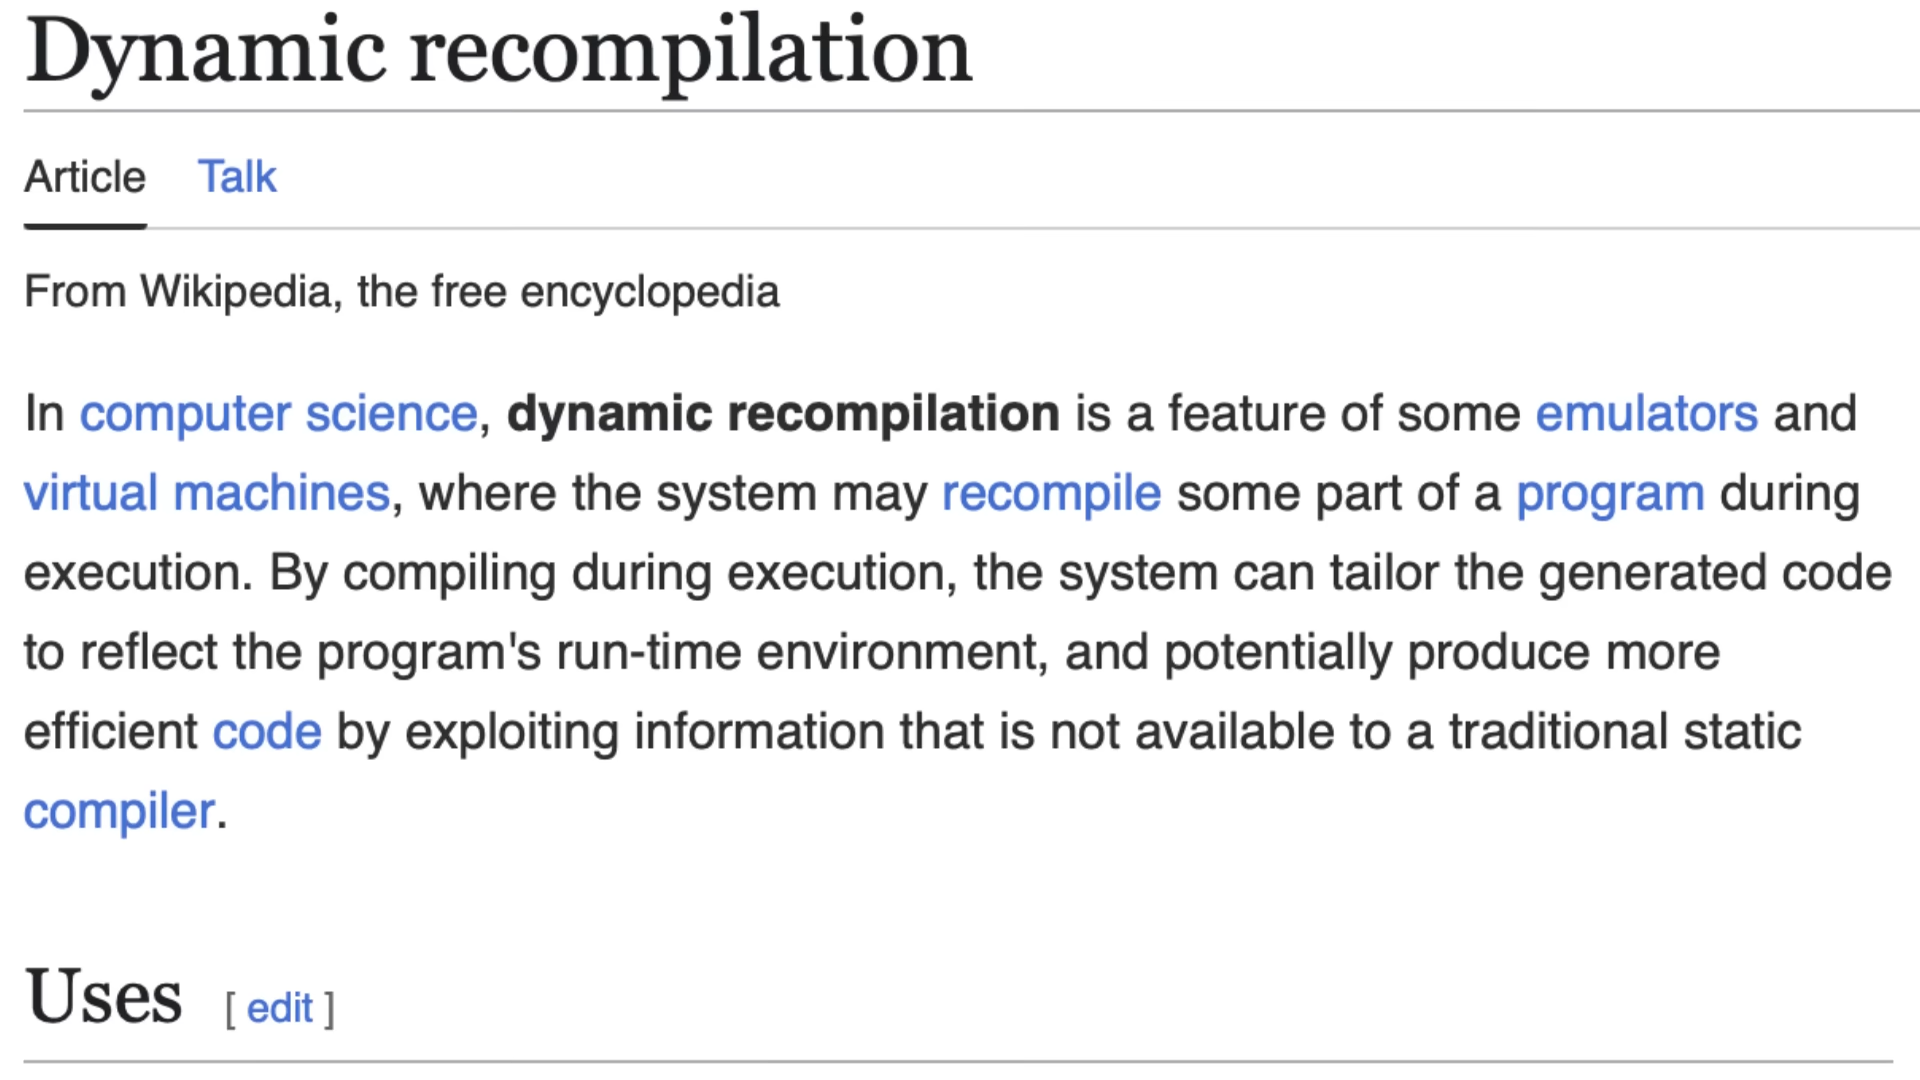 Dynamic recompilation
Article Talk
From Wikipedia, the free encyclopedia
In computer science, dynamic recompilation is a feature of some emulators and
virtual machines, where the system may recompile some part of a program during
execution. By compiling during execution, the system can tailor the generated code
to reflect the program's run-time environment, and potentially produce more
efficient code by exploiting information that is not available to a traditional static
compiler.
Uses [ edit ]